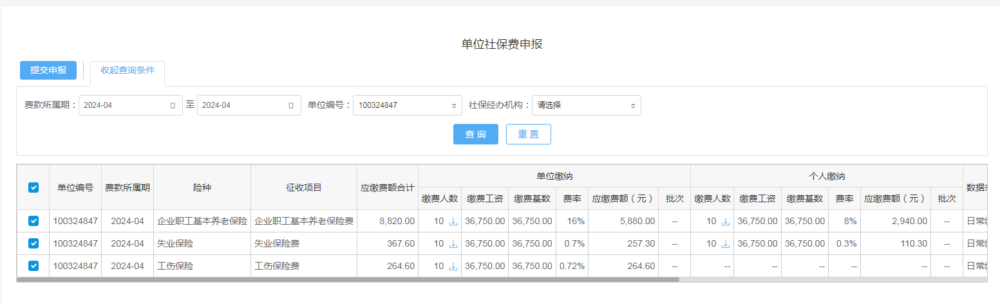 单位社保费申报
提交申报 收起查询条件
费款所属期： 2024-04 至 2024-04 单位编号： 100324847 社保经办机构： 请选择
查 询 重 置
单位缴纳 个人缴纳
单位编号 费款所属期 险种 征收项目 应缴费额合计 数据
缴费人数 缴费工资 缴费基数 费率 应缴费额（元） 批次 缴费人数 缴费工资 缴费基数 费率 应缴费额（元） 批次
100324847 2024-04 企业职工基本养老保险 企业职工基本养老保险费 8,820.00 10 36,750.00 36,750.00 16% 5,880.00 -- 10 36,750.00 36,750.00 8% 2,940.00 -- 日常
100324847 2024-04 失业保险 失业保险费 367.60 10 36,750.00 36,750.00 0.7% 257.30 -- 10 36,750.00 36,750.00 0.3% 110.30 -- 日常
100324847 2024-04 工伤保险 工伤保险费 264.60 10 36,750.00 36,750.00 0.72% 264.60 -- -- -- -- -- -- -- 日常